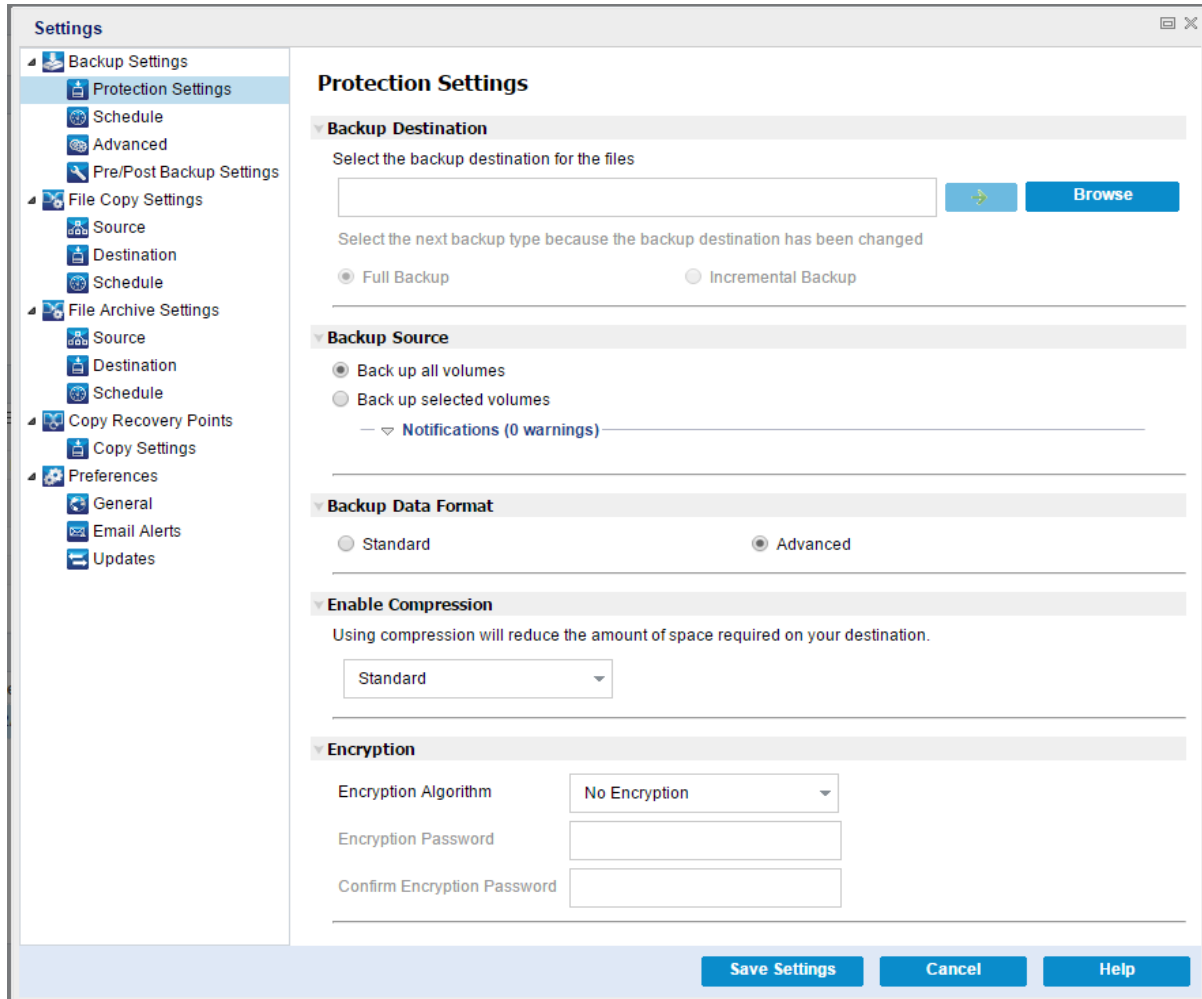 Settings
Backup Settings
Protection Settings
Schedule
Advanced
Pre/Post Backup Settings
File Copy Settings
Source
Destination
Schedule
File Archive Settings
Source
Destination
Schedule
Copy Recovery Points
Copy Settings
Preferences
General
Email Alerts
Updates
Protection Settings
Backup Destination
Select the backup destination for the files
Browse
Select the next backup type because the backup destination has been changed
Full Backup Incremental Backup
Backup Source
Back up all volumes
Back up selected volumes
Notifications (0 warnings)
Backup Data Format
Standard Advanced
Enable Compression
Using compression will reduce the amount of space required on your destination.
Standard
Encryption
Encryption Algorithm No Encryption
Encryption Password
Confirm Encryption Password
Save Settings Cancel Help